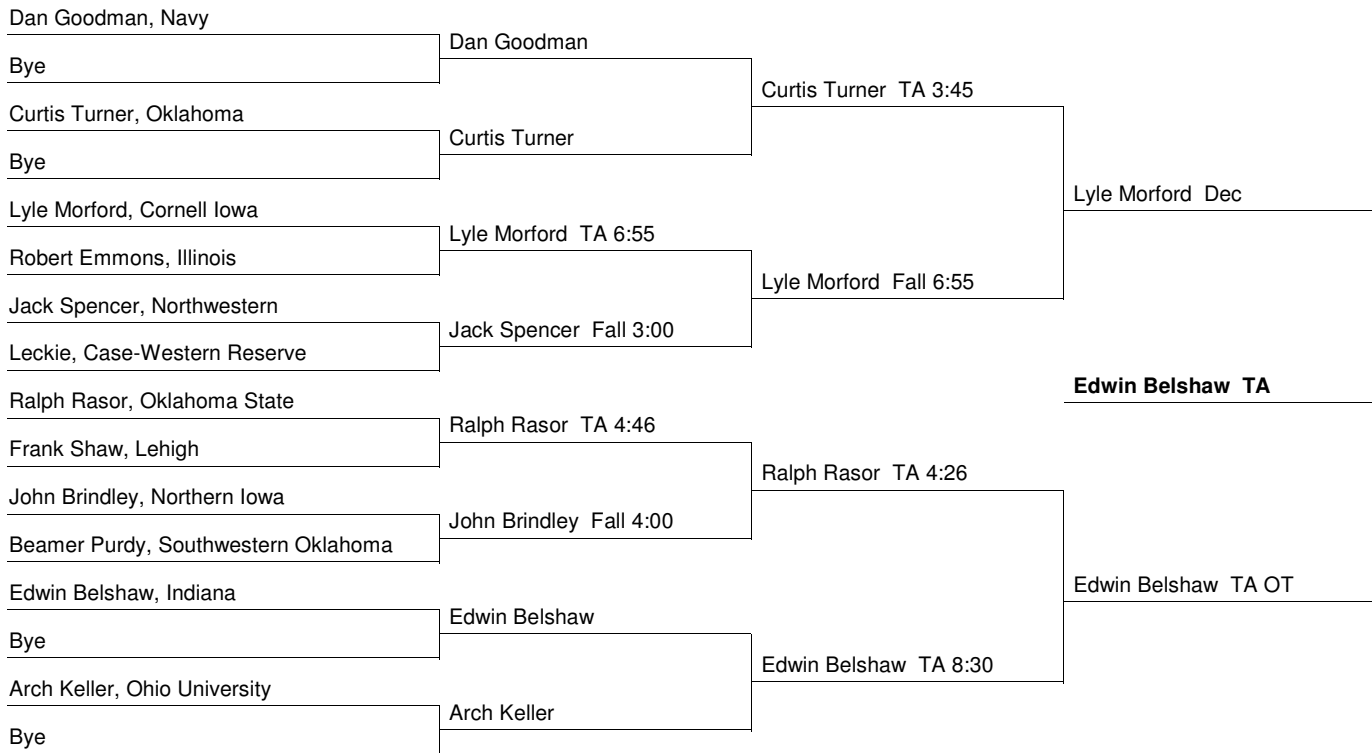 Dan Goodman, Navy
Bye
Curtis Turner, Oklahoma
Bye
Lyle Morford, Cornell Iowa
Robert Emmons, Illinois
Jack Spencer, Northwestern
Leckie, Case-Western Reserve
Ralph Rasor, Oklahoma State
Frank Shaw, Lehigh
John Brindley, Northern Iowa
Beamer Purdy, Southwestern Oklahoma
Edwin Belshaw, Indiana
Bye
Arch Keller, Ohio University
Bye
Dan Goodman
Curtis Turner
Lyle Morford TA 6:55
Jack Spencer Fall 3:00
Ralph Rasor TA 4:46
John Brindley Fall 4:00
Edwin Belshaw
Arch Keller
Curtis Turner TA 3:45
Lyle Morford Fall 6:55
Ralph Rasor TA 4:26
Edwin Belshaw TA 8:30
Lyle Morford Dec
Edwin Belshaw TA OT
Edwin Belshaw TA